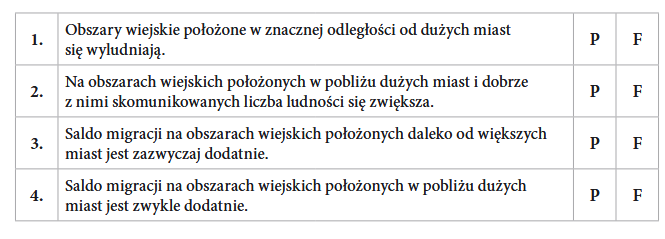 1. Obszary wiejskie położone w znacznej odległości od dużych miast P F
się wyludniają.
2. Na obszarach wiejskich położonych w pobliżu dużych miast i dobrze P F
z nimi skomunikowanych liczba ludności się zwiększa.
3. Saldo migracji na obszarach wiejskich położonych daleko od większych P F
miast jest zazwyczaj dodatnie.
4. Saldo migracji na obszarach wiejskich położonych w pobliżu dużych P F
miast jest zwykle dodatnie.